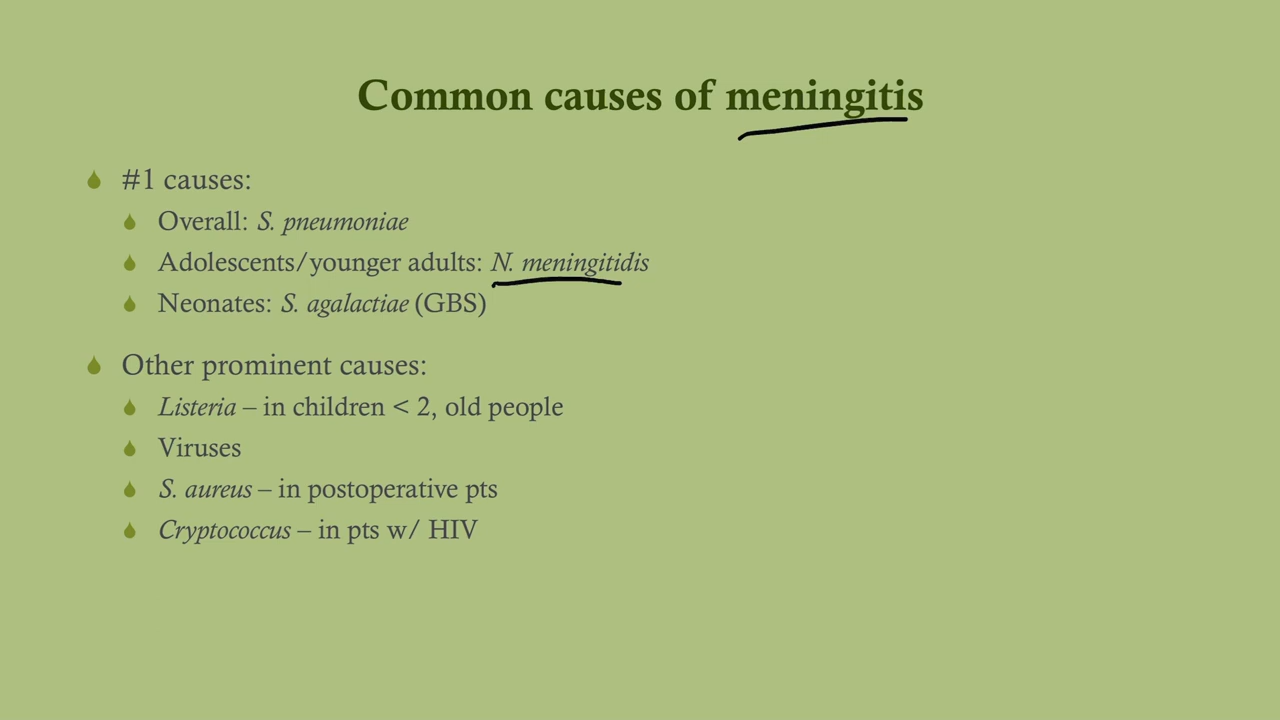 Common causes of meningitis
#1 causes:
Overall: S. pneumoniae
Adolescents/younger adults: N. meningitidis
Neonates: S. agalactiae (GBS)
Other prominent causes:
Listeria – in children < 2, old people
Viruses
S. aureus – in postoperative pts
Cryptococcus – in pts w/ HIV